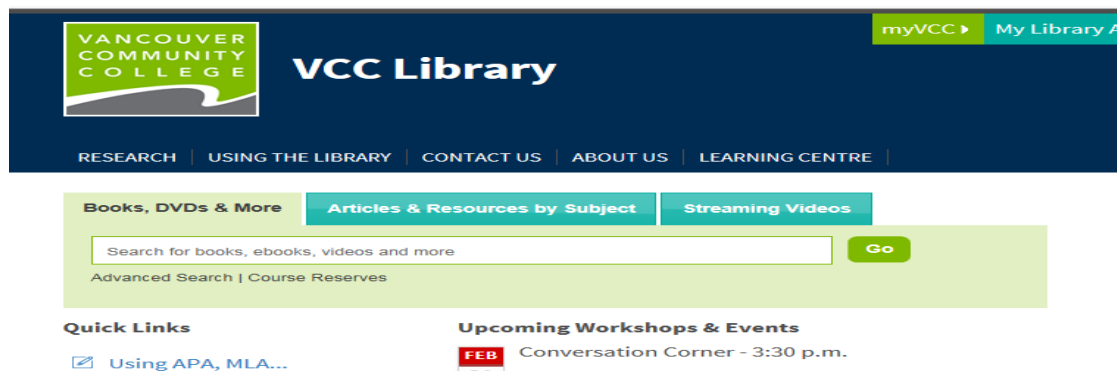 VANCOUVER
COMMUNITY
COLLEGE
VCC Library
myVCC
My Library
RESEARCH USING THE LIBRARY CONTACT US ABOUT US LEARNING CENTRE
Books, DVDs & More Articles & Resources by Subject Streaming Videos
Search for books, ebooks, videos and more
Go
Advanced Search | Course Reserves
Quick Links
Using APA, MLA...
Upcoming Workshops & Events
FEB
Conversation Corner - 3:30 p.m.